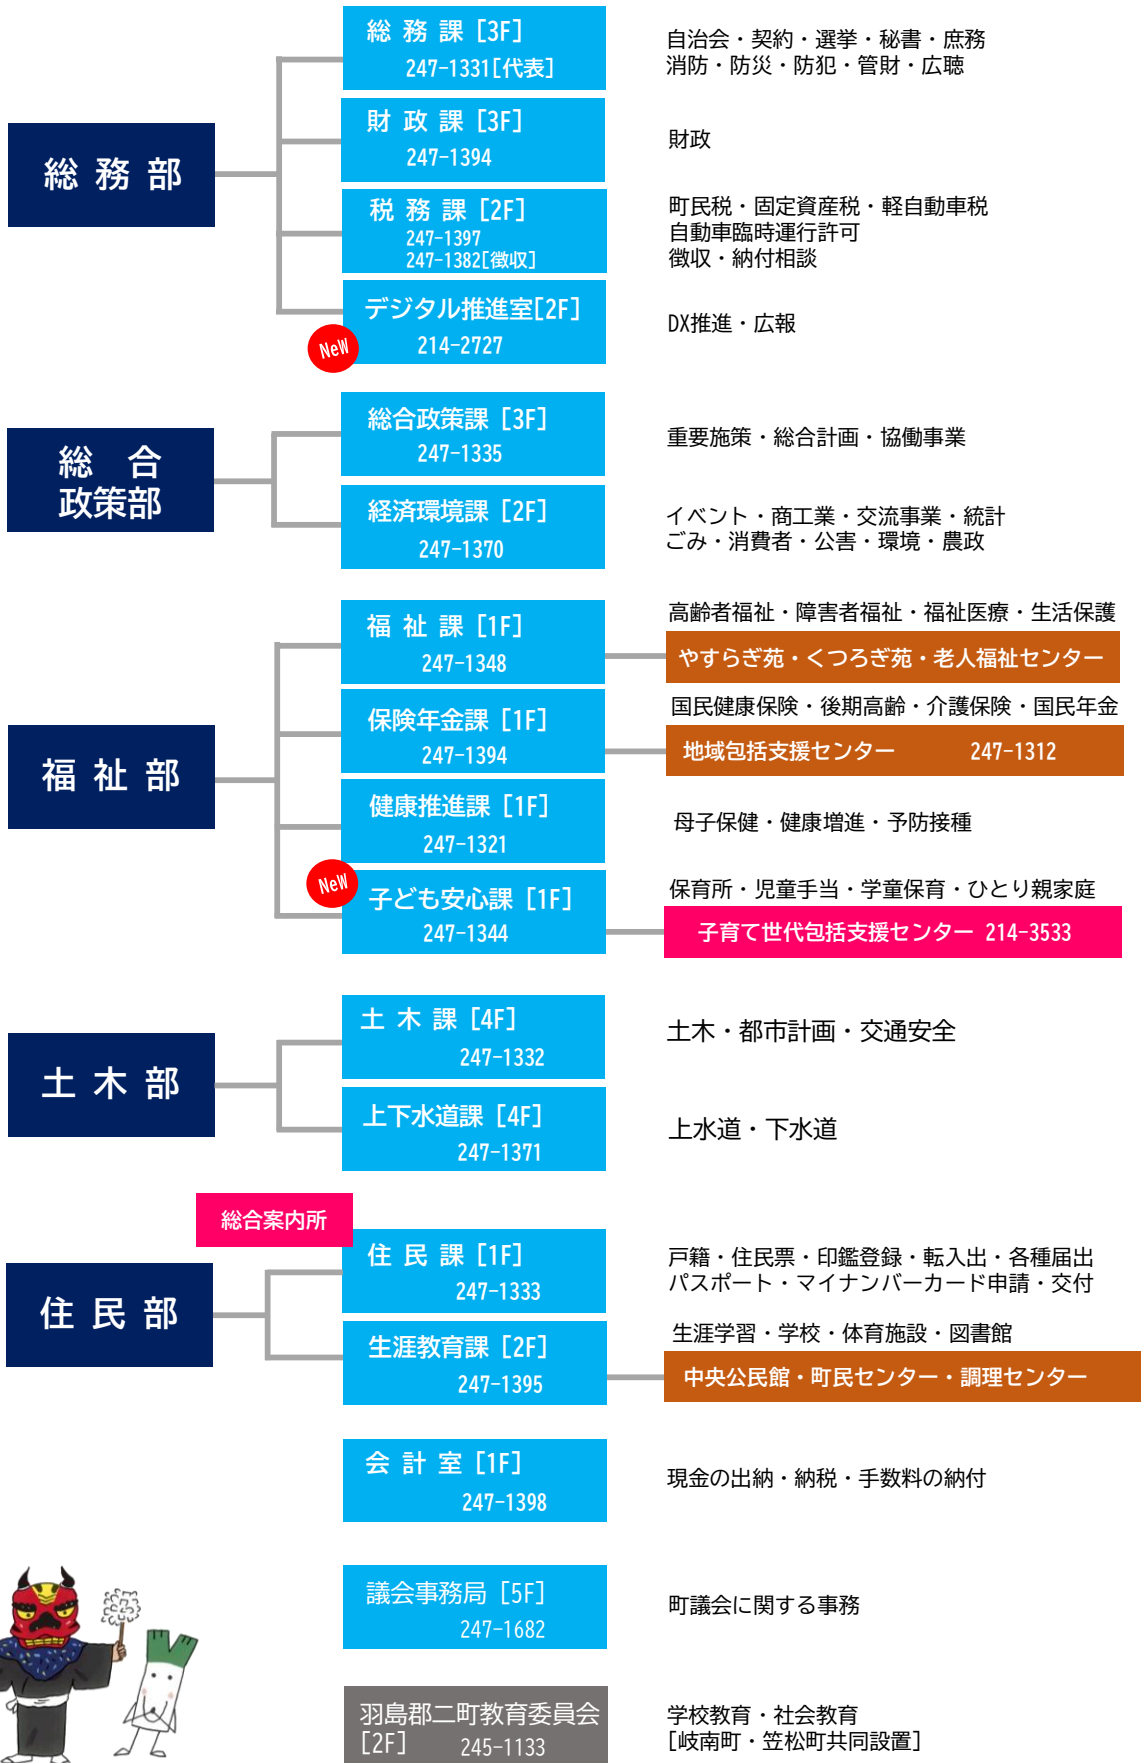 総務部
総務課［3F］
247-1331[代表]
自治会・契約・選挙・秘書・庶務
消防・防災・防犯・管財・広聴
財政課［3F］
247-1394
財政
税務課［2F］
247-1397
247-1382[徴収]
町民税・固定資産税・軽自動車税
自動車臨時運行許可
徴収・納付相談
デジタル推進室[2F]
214-2727
NeW
DX推進・広報
総合
政策部
総合政策課［3F］
247-1335
重要施策・総合計画・協働事業
経済環境課［2F］
247-1370
イベント・商工業・交流事業・統計
ごみ・消費者・公害・環境・農政
福祉部
福祉課［1F］
247-1348
高齢者福祉・障害者福祉・福祉医療・生活保護
やすらぎ苑・くつろぎ苑・老人福祉センター
保険年金課［1F］
247-1394
国民健康保険・後期高齢・介護保険・国民年金
地域包括支援センター 247-1312
健康推進課［1F］
247-1321
母子保健・健康増進・予防接種
NeW
子ども安心課［1F］
247-1344
保育所・児童手当・学童保育・ひとり親家庭
子育て世代包括支援センター 214-3533
土木部
土木課［4F］
247-1332
土木・都市計画・交通安全
上下水道課［4F］
247-1371
上水道・下水道
総合案内所
住民部
住民課［1F］
247-1333
戸籍・住民票・印鑑登録・転入出・各種届出
パスポート・マイナンバーカード申請・交付
生涯教育課［2F］
247-1395
生涯学習・学校・体育施設・図書館
中央公民館・町民センター・調理センター
会計室［1F］
247-1398
現金の出納・納税・手数料の納付
議会事務局［5F］
247-1682
町議会に関する事務
羽島郡二町教育委員会
［2F］ 245-1133
学校教育・社会教育
［岐南町・笠松町共同設置］